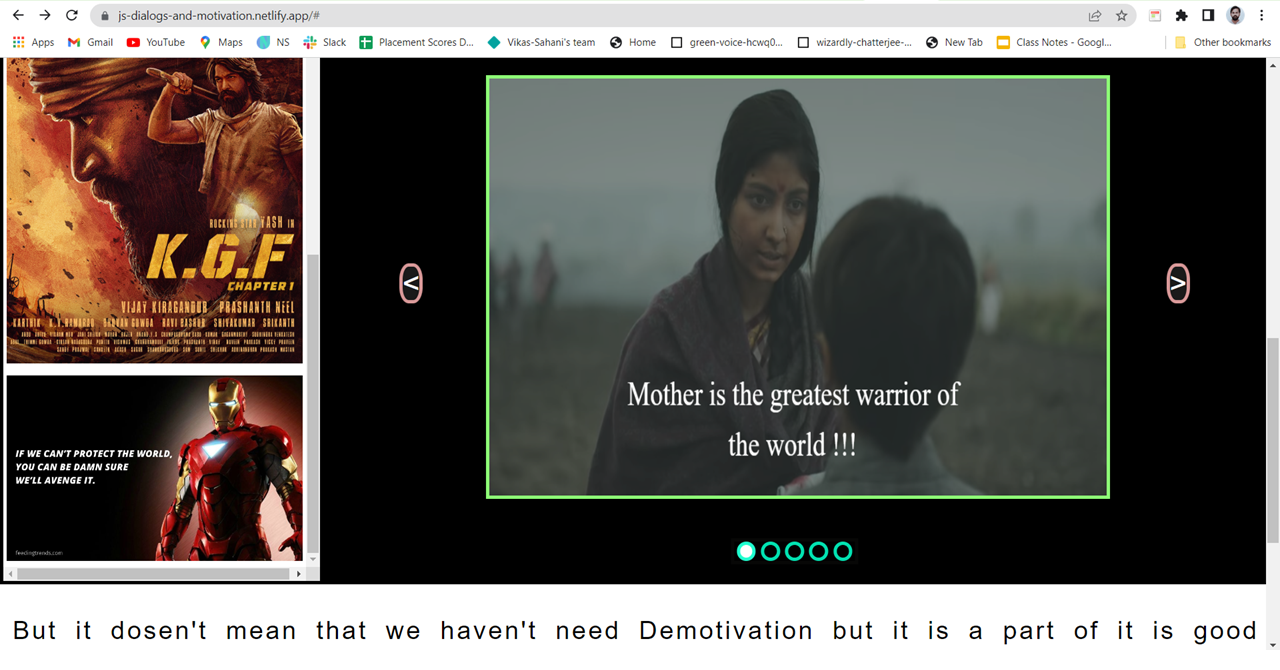 js-dialogs-and-motivation.netlify.app/#
Apps Gmail YouTube Maps NS Slack Placement Scores D... Vikas-Sahani's team Home green-voice-hcwq0... wizardly-chatterjee-... New Tab Class Notes - Googl... Other bookmarks
ROCKING STAR YASH IN
K.G.F
CHAPTER 1
VIJAY KIRAGANDUR PRASHANTH NEEL
IF WE CAN'T PROTECT THE WORLD,
YOU CAN BE DAMN SURE
WE'LL AVENGE IT.
feedingtrends.com
<
Mother is the greatest warrior of
the world !!!
>
But it dosen't mean that we haven't need Demotivation but it is a part of it is good